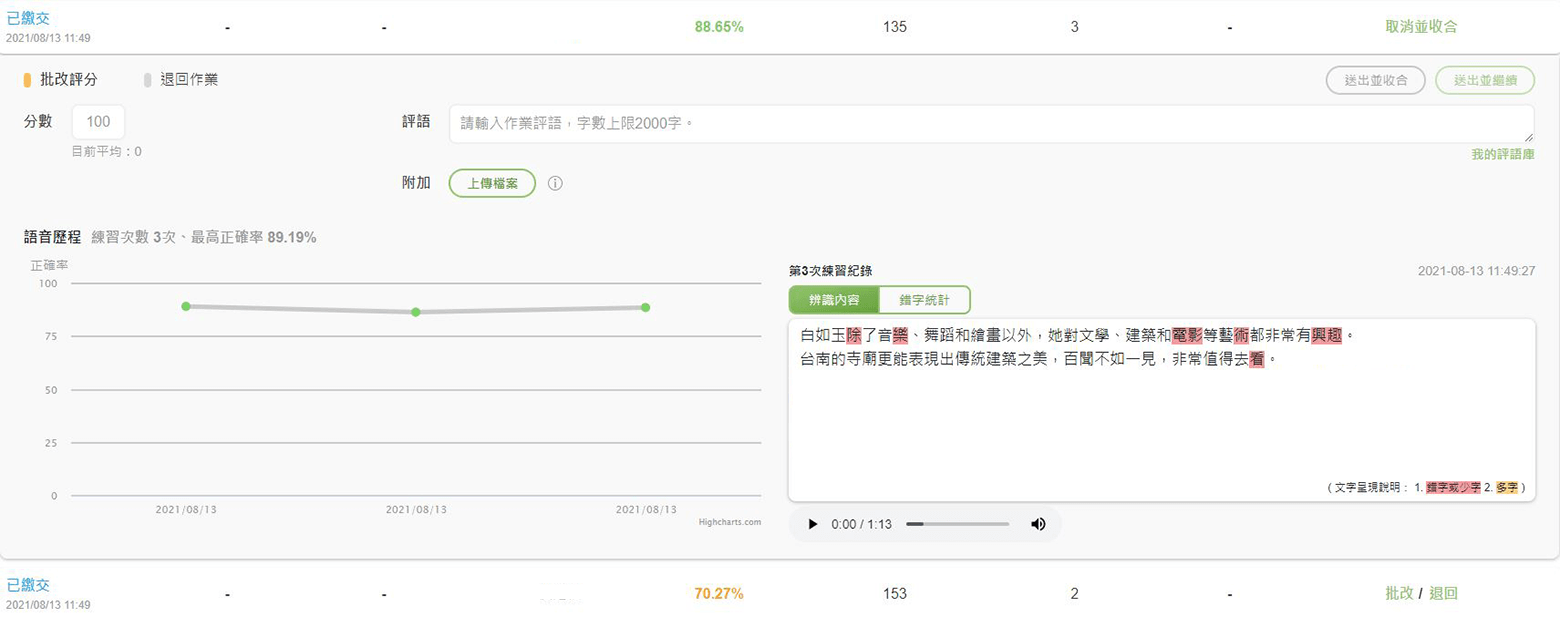 已繳交
2021/08/13 11:49
- - 88.65% 135 3 - 取消並收合
批改評分 退回作業 送出並收合 送出並繼續
分數 100 評語 請輸入作業評語，字數上限2000字。
目前平均：0 我的評語庫
附加 上傳檔案
語音歷程 練習次數 3次、最高正確率 89.19%
正確率
100
75
50
25
0
2021/08/13 2021/08/13 2021/08/13
Highcharts.com
第3次練習紀錄 2021-08-13 11:49:27
辨識內容 錯字統計
白如玉除了音樂、舞蹈和繪畫以外，她對文學、建築和電影等藝術都非常有興趣。
台南的寺廟更能表現出傳統建築之美，百聞不如一見，非常值得去看。
( 文字呈現說明： 1. 錯字或少字 2. 多字 )
0:00 / 1:13
已繳交
2021/08/13 11:49
- - 70.27% 153 2 - 批改 / 退回